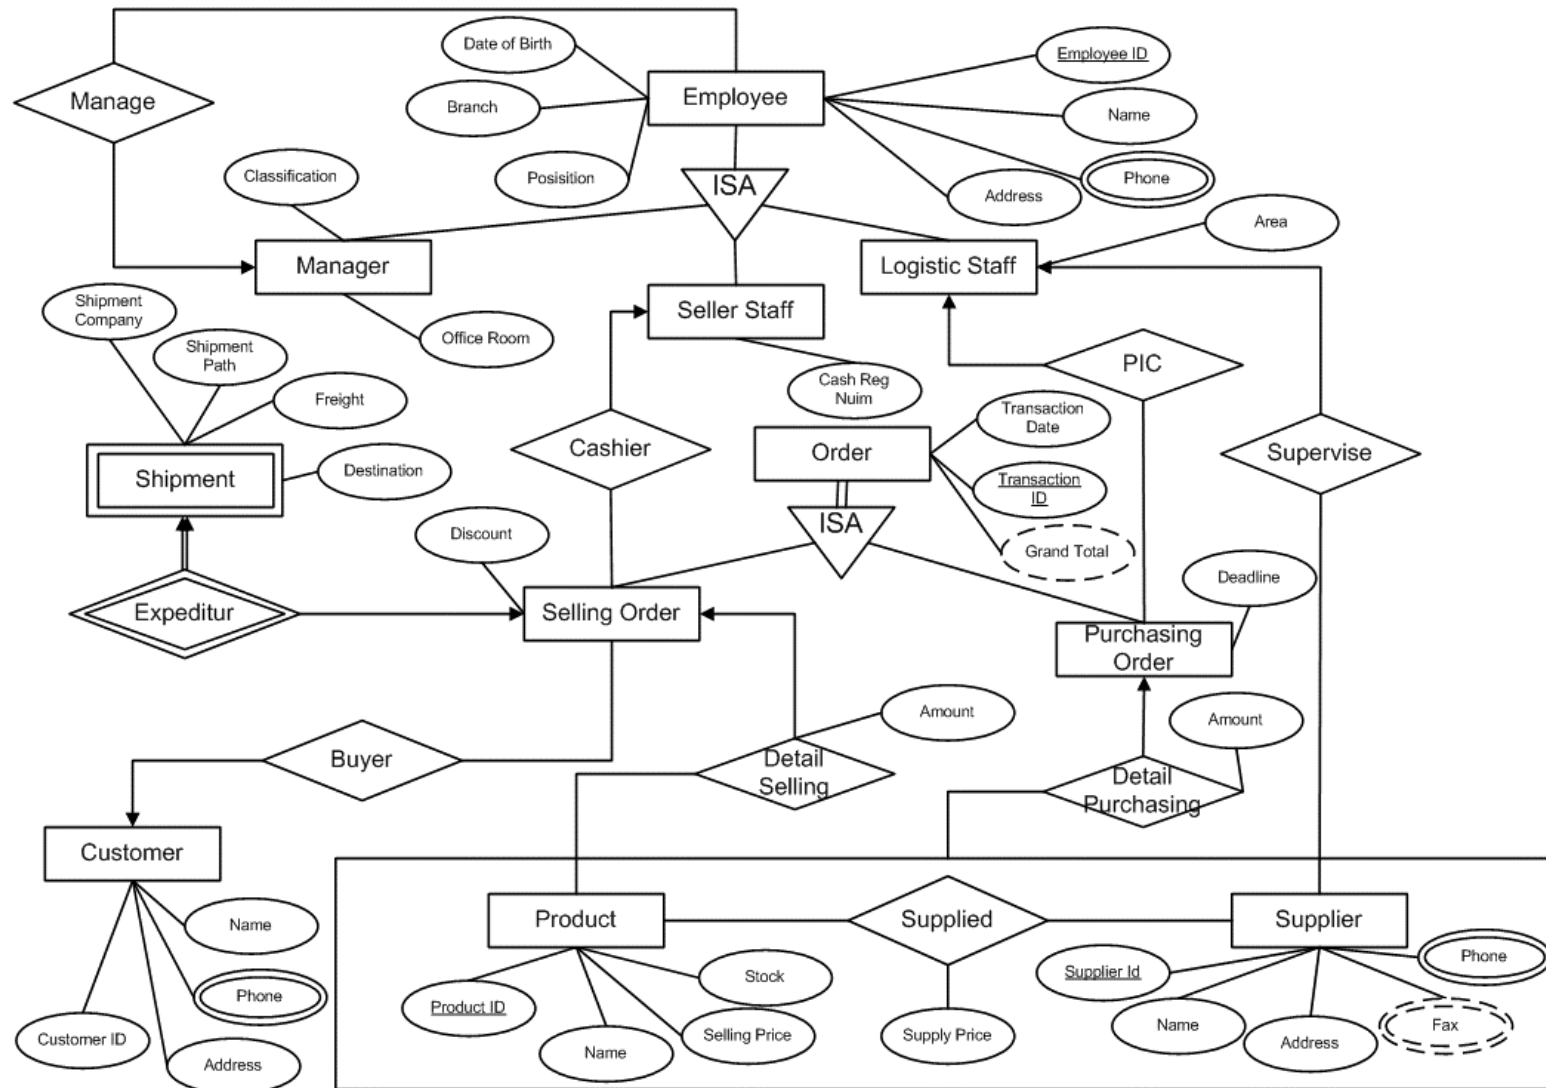 Date of Birth
Employee ID
Manage
Employee
Branch
Name
Classification
Posisition
ISA
Phone
Address
Area
Manager
Logistic Staff
Shipment
Company
Seller Staff
Office Room
Shipment
Path
PIC
Cash Reg
Nuim
Freight
Transaction
Date
Cashier
Order
Supervise
Destination
Shipment
Transaction
ID
ISA
Discount
Grand Total
Deadline
Expeditur
Selling Order
Purchasing
Order
Amount
Amount
Buyer
Detail
Selling
Detail
Purchasing
Customer
Product
Supplied
Supplier
Name
Phone
Stock
Supplier Id
Phone
Product ID
Customer ID
Selling Price
Supply Price
Name
Fax
Name
Address
Address